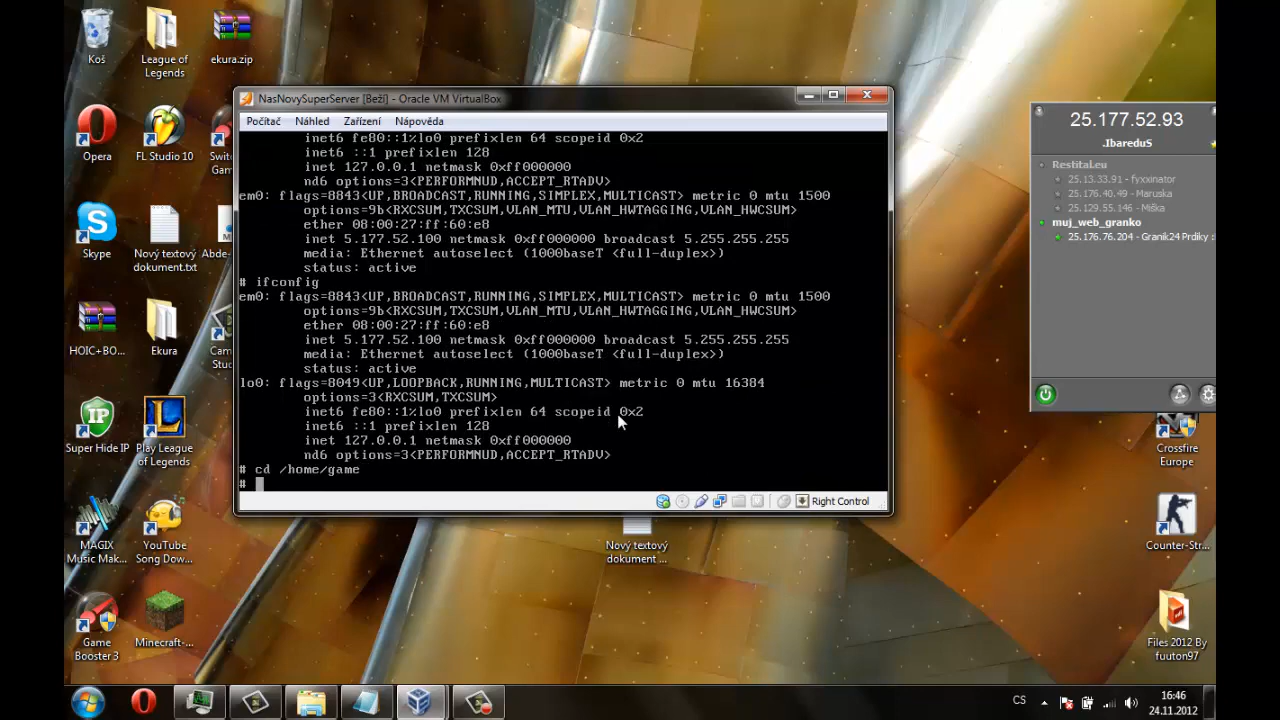 Koš
League of
Legends
ekura.zip
Opera
FL Studio 10
Switc
Gam
Skype
Nový textový
dokument.txt
Abde-
HOIC+BO...
Ekura
Cam
Stuc
Super Hide IP
Play League
of Legends
MAGIX
Music Mak...
YouTube
Song Dow...
Game
Booster 3
Minecraft-...
NasNovySuperServer [Beží] - Oracle VM VirtualBox
Počítač Náhled Zařízení Nápověda
inet6 fe80::1%lo0 prefixlen 64 scopeid 0x2
inet6 ::1 prefixlen 128
inet 127.0.0.1 netmask 0xff000000
nd6 options=3<PERFORMNUD,ACCEPT_RTADV>
em0: flags=8843<UP,BROADCAST,RUNNING,SIMPLEX,MULTICAST> metric 0 mtu 1500
options=9b<RXCSUM,TXCSUM,VLAN_MTU,VLAN_HWTAGGING,VLAN_HWCSUM>
ether 08:00:27:ff:60:e8
inet 5.177.52.100 netmask 0xff000000 broadcast 5.255.255.255
media: Ethernet autoselect (1000baseT <full-duplex>)
status: active
# ifconfig
em0: flags=8843<UP,BROADCAST,RUNNING,SIMPLEX,MULTICAST> metric 0 mtu 1500
options=9b<RXCSUM,TXCSUM,VLAN_MTU,VLAN_HWTAGGING,VLAN_HWCSUM>
ether 08:00:27:ff:60:e8
inet 5.177.52.100 netmask 0xff000000 broadcast 5.255.255.255
media: Ethernet autoselect (1000baseT <full-duplex>)
status: active
lo0: flags=8049<UP,LOOPBACK,RUNNING,MULTICAST> metric 0 mtu 16384
options=3<RXCSUM,TXCSUM>
inet6 fe80::1%lo0 prefixlen 64 scopeid 0x2
inet6 ::1 prefixlen 128
inet 127.0.0.1 netmask 0xff000000
nd6 options=3<PERFORMNUD,ACCEPT_RTADV>
# cd /home/game
#
Right Control
Nový textový
dokument ...
25.177.52.93
.IbareduS
Restital.eu
25.13.33.91 - fyxxinator
25.176.40.49 - Maruska
25.129.55.146 - Miška
muj_web_granko
25.176.76.204 - Granik24 Prdiky :
Crossfire
Europe
Counter-Str...
Files 2012 By
fuuton97
CS
16:46
24.11.2012